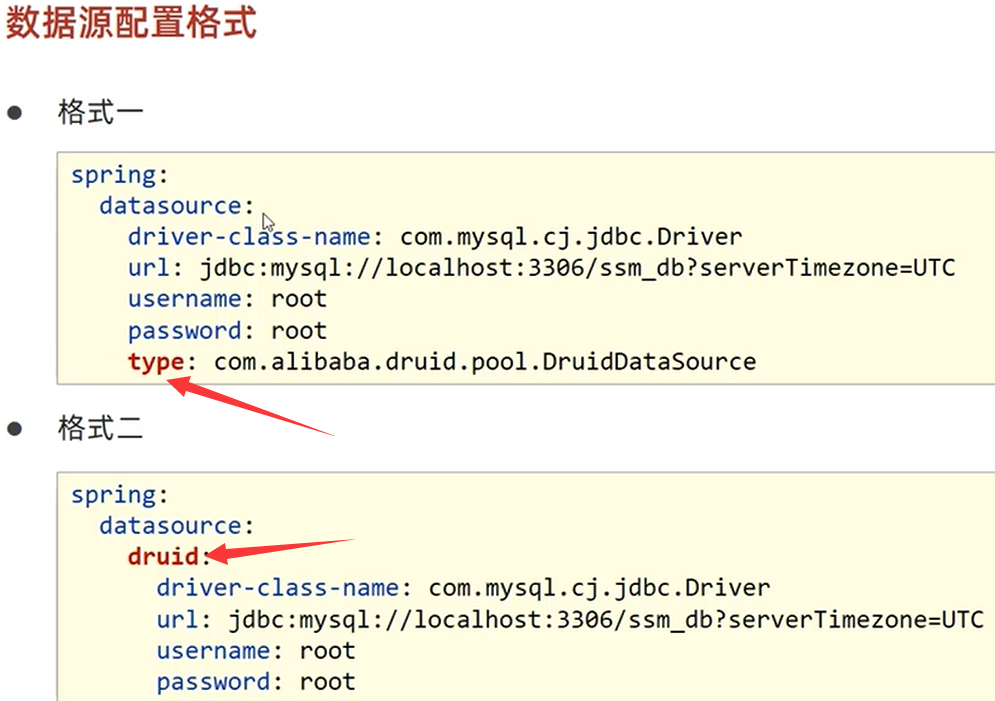 数据源配置格式
● 格式一
spring:
  datasource:
    driver-class-name: com.mysql.cj.jdbc.Driver
    url: jdbc:mysql://localhost:3306/ssm_db?serverTimezone=UTC
    username: root
    password: root
    type: com.alibaba.druid.pool.DruidDataSource
● 格式二
spring:
  datasource:
    druid:
      driver-class-name: com.mysql.cj.jdbc.Driver
      url: jdbc:mysql://localhost:3306/ssm_db?serverTimezone=UTC
      username: root
      password: root